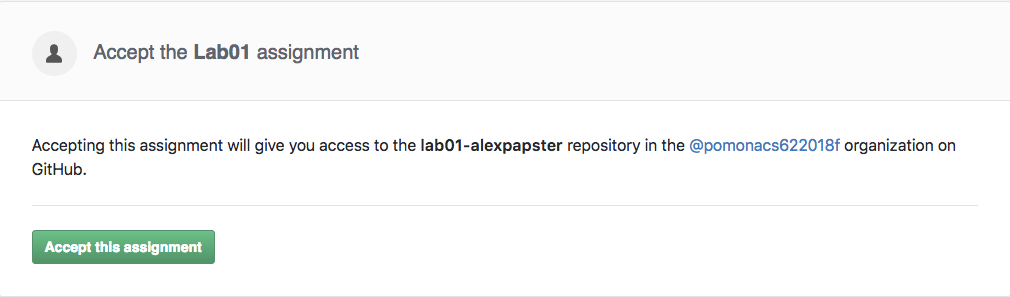 Accept the Lab01 assignment
Accepting this assignment will give you access to the lab01-alexpapster repository in the @pomonacs622018f organization on
GitHub.
Accept this assignment